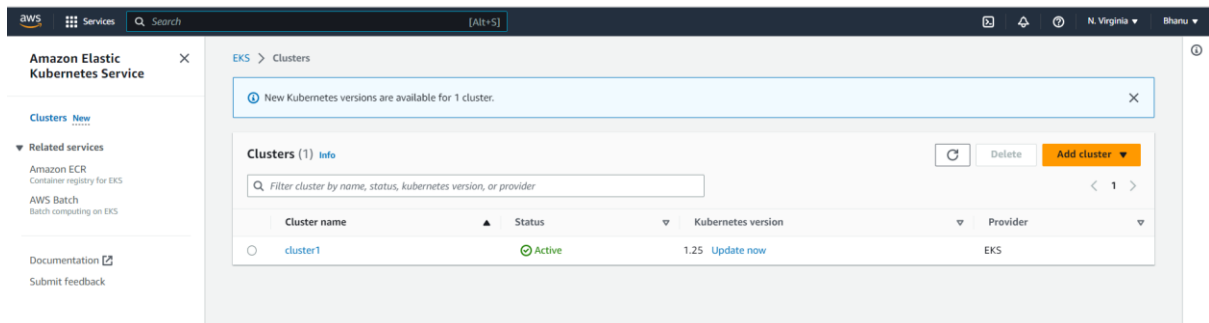 aws Services Search [Alt+S] N. Virginia Bhanu
Amazon Elastic
Kubernetes Service
Clusters New
Related services
Amazon ECR
Container registry for EKS
AWS Batch
Batch computing on EKS
Documentation
Submit feedback
EKS > Clusters
New Kubernetes versions are available for 1 cluster.
Clusters (1) Info Delete Add cluster
Filter cluster by name, status, kubernetes version, or provider
< 1 >
Cluster name Status Kubernetes version Provider
cluster1 Active 1.25 Update now EKS